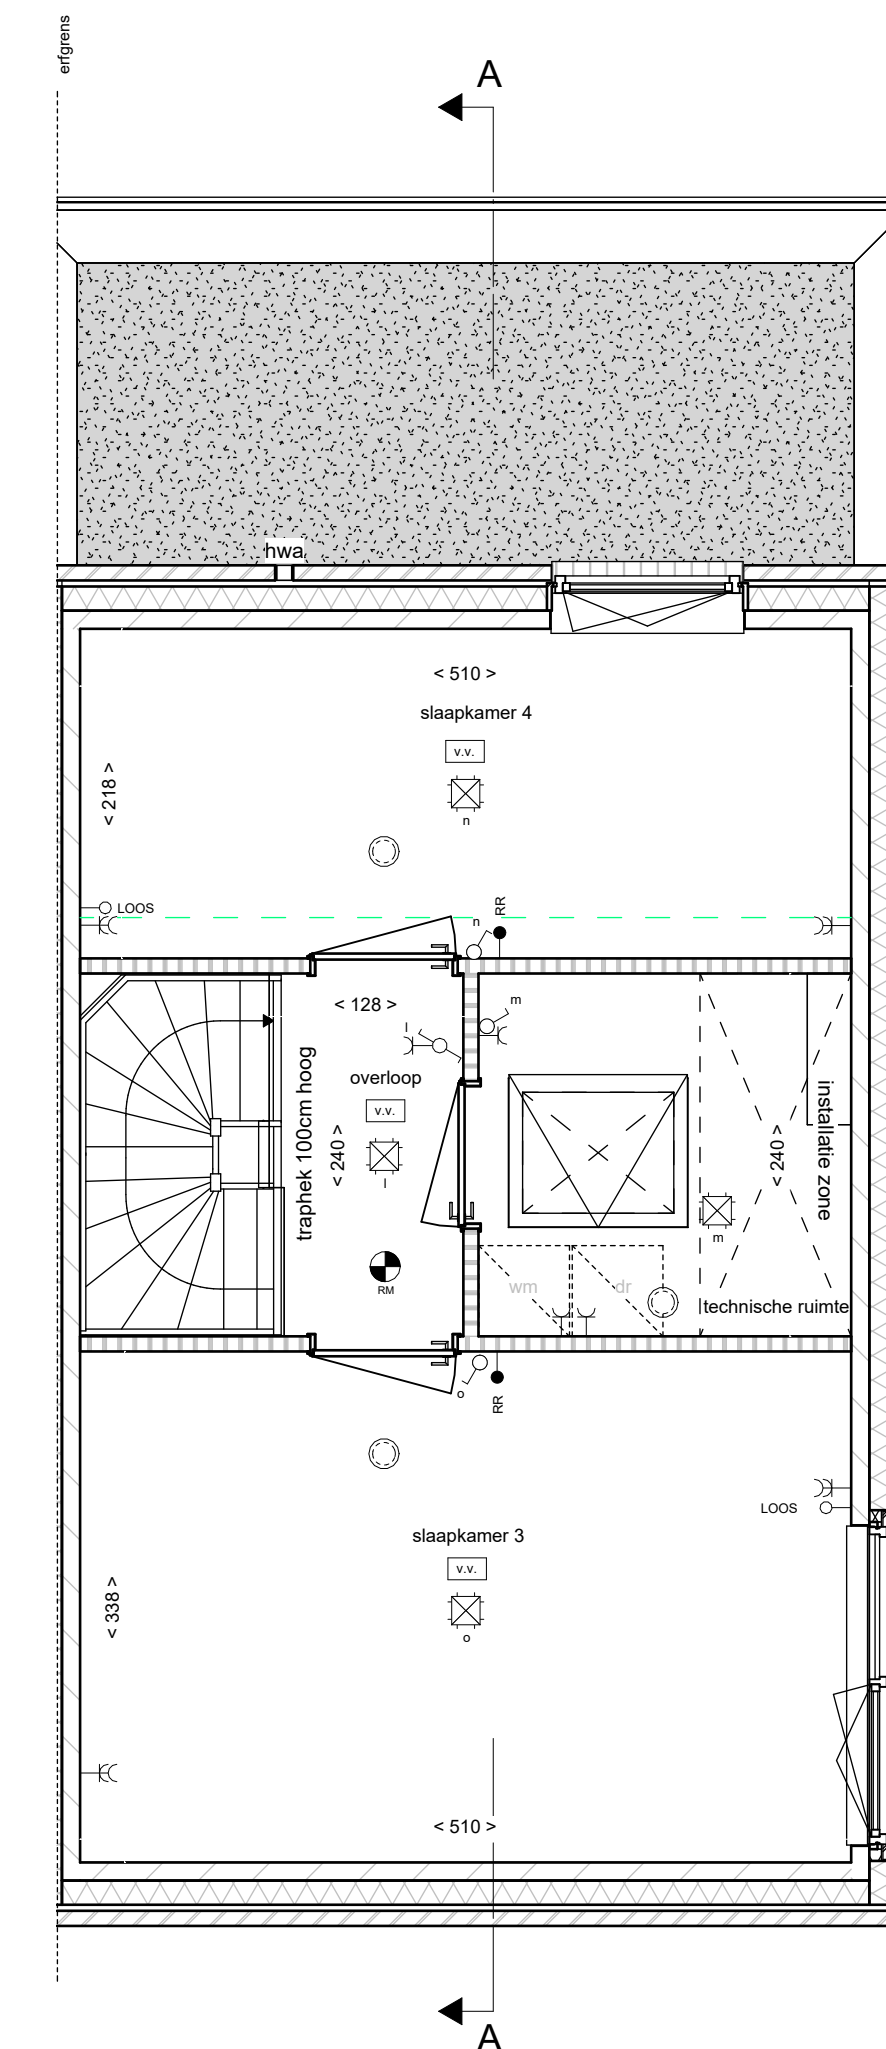 erfgrens
A
hwa
< 510 >
slaapkamer 4
v.v.
n
< 218 >
LOOS
n
RR
< 128 >
m
l
overloop
v.v.
l
traphek 100cm hoog
< 240 >
RM
< 240 >
installatie zone
m
wm
dr
technische ruimte
o
RR
LOOS
slaapkamer 3
v.v.
o
< 338 >
< 510 >
A